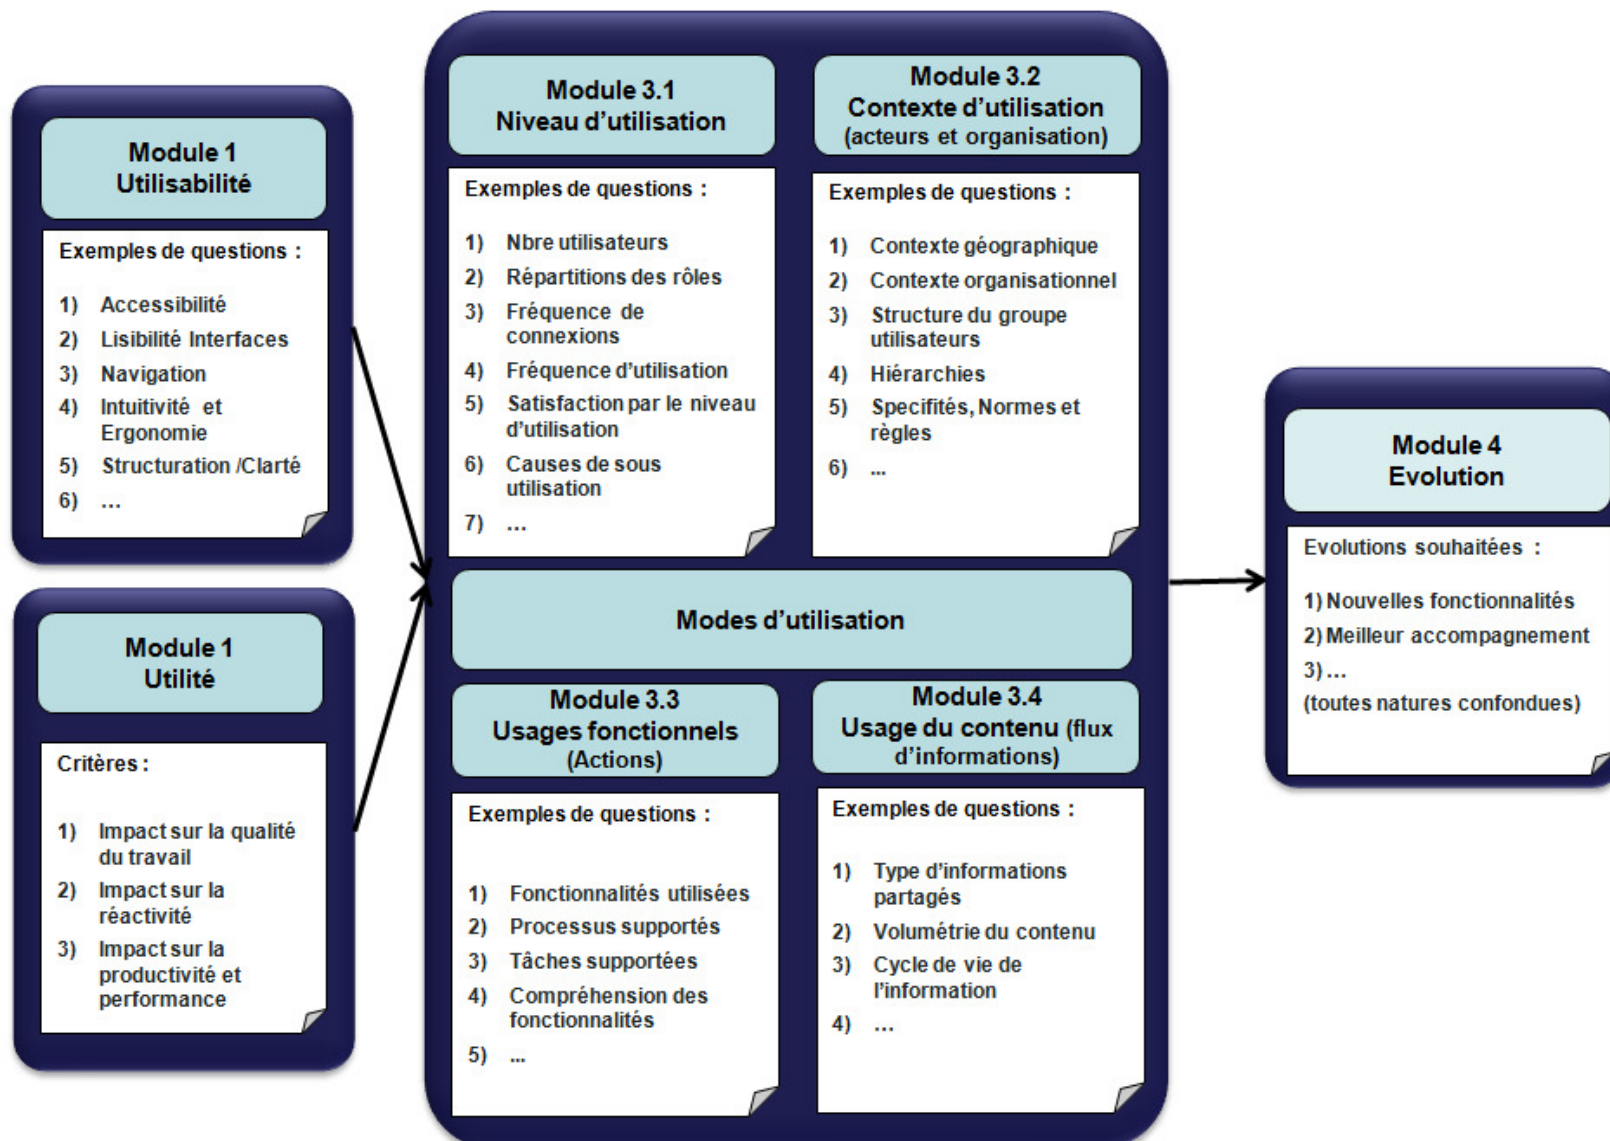 Module 1
Utilisabilité
Exemples de questions :
1) Accessibilité
2) Lisibilité Interfaces
3) Navigation
4) Intuitivité et
Ergonomie
5) Structuration /Clarté
6) ...
Module 1
Utilité
Critères :
1) Impact sur la qualité
du travail
2) Impact sur la
réactivité
3) Impact sur la
productivité et
performance
Module 3.1
Niveau d'utilisation
Exemples de questions :
1) Nbre utilisateurs
2) Répartitions des rôles
3) Fréquence de
connexions
4) Fréquence d'utilisation
5) Satisfaction par le niveau
d'utilisation
6) Causes de sous
utilisation
7) ...
Module 3.2
Contexte d'utilisation
(acteurs et organisation)
Exemples de questions :
1) Contexte géographique
2) Contexte organisationnel
3) Structure du groupe
utilisateurs
4) Hiérarchies
5) Specifités, Normes et
règles
6) ...
Modes d'utilisation
Module 3.3
Usages fonctionnels
(Actions)
Exemples de questions :
1) Fonctionnalités utilisées
2) Processus supportés
3) Tâches supportées
4) Compréhension des
fonctionnalités
5) ...
Module 3.4
Usage du contenu (flux
d'informations)
Exemples de questions :
1) Type d'informations
partagés
2) Volumétrie du contenu
3) Cycle de vie de
l'information
4) ...
Module 4
Evolution
Evolutions souhaitées :
1) Nouvelles fonctionnalités
2) Meilleur accompagnement
3) ...
(toutes natures confondues)